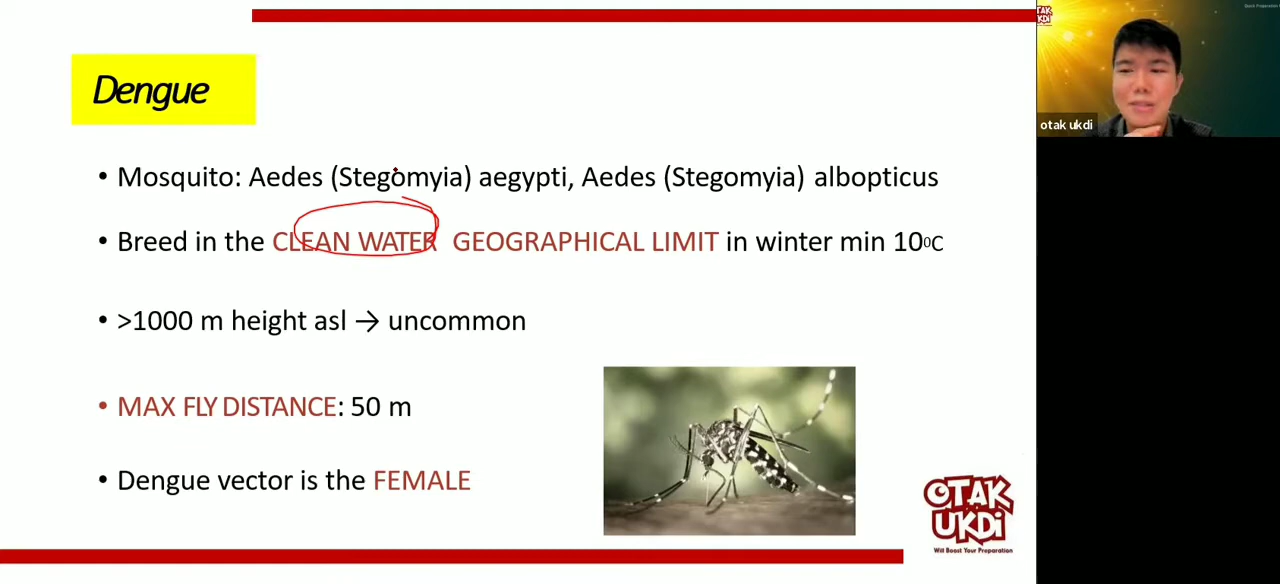 Dengue
• Mosquito: Aedes (Stegomyia) aegypti, Aedes (Stegomyia) albopticus
• Breed in the CLEAN WATER GEOGRAPHICAL LIMIT in winter min 10⁰C
• >1000 m height asl → uncommon
• MAX FLY DISTANCE: 50 m
• Dengue vector is the FEMALE
OTAK
UKDi
Will Boost Your Preparation
otak ukdi